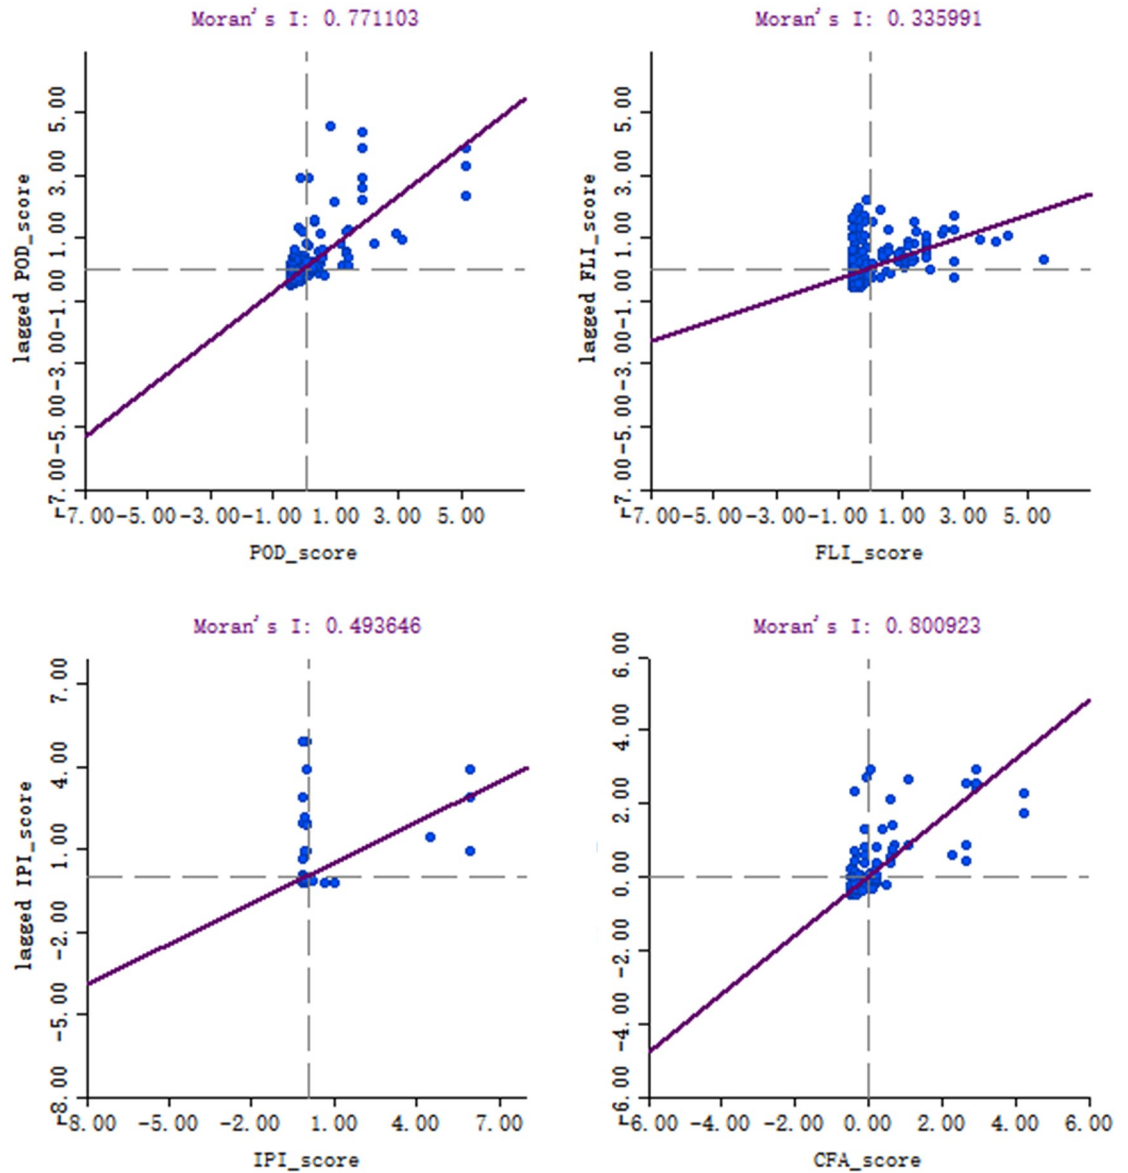 Moran's I: 0.771103
lagged POD_score
5.00
3.00
1.00
-1.00
-3.00
-5.00
-7.00
-7.00 -5.00 -3.00 -1.00 1.00 3.00 5.00
POD_score
Moran's I: 0.335991
lagged FLI_score
5.00
3.00
1.00
-1.00
-3.00
-5.00
-7.00
-7.00 -5.00 -3.00 -1.00 1.00 3.00 5.00
FLI_score
Moran's I: 0.493646
lagged IPI_score
7.00
4.00
1.00
-2.00
-5.00
-8.00
-8.00 -5.00 -2.00 1.00 4.00 7.00
IPI_score
Moran's I: 0.800923
6.00
4.00
2.00
0.00
-2.00
-4.00
-6.00
-6.00 -4.00 -2.00 0.00 2.00 4.00 6.00
CFA_score